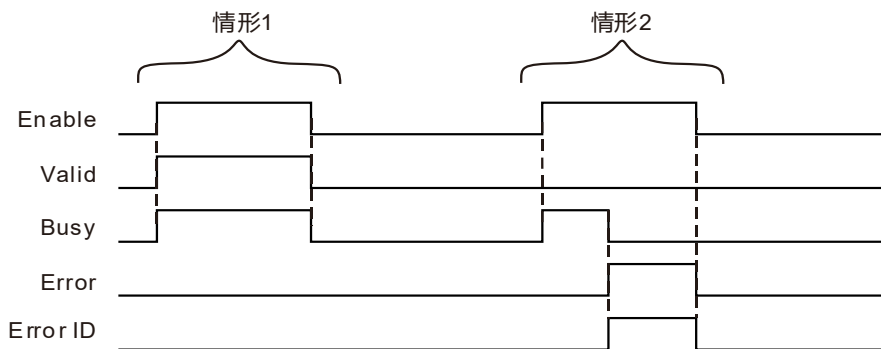 情形1 情形2
Enable
Valid
Busy
Error
Error ID